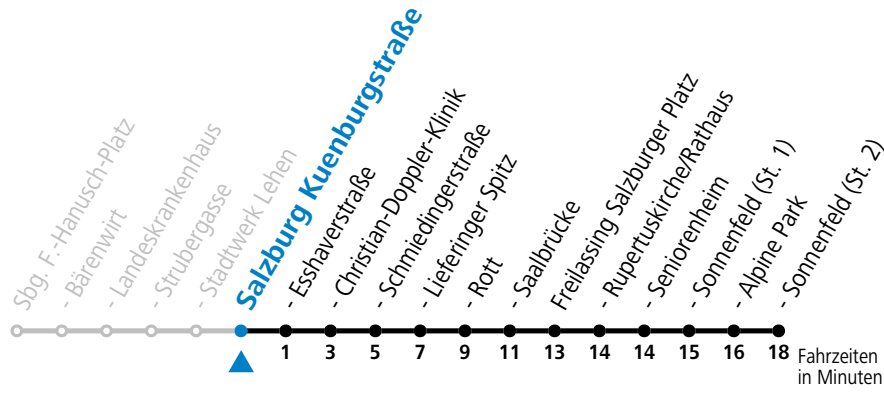 Sbg. F.-Hanusch-Platz
- Bärenwirt
- Landeskrankenhaus
- Strubergasse
- Stadtwerk Lehen
Salzburg Kuenburgstraße
- Esshaverstraße
- Christian-Doppler-Klinik
- Schmiedingerstraße
- Lieferinger Spitz
- Rott
- Saalbrücke
Freilassing Salzburger Platz
- Rupertuskirche/Rathaus
- Seniorenheim
- Sonnenfeld (St. 1)
- Alpine Park
- Sonnenfeld (St. 2)
1 3 5 7 9 11 13 14 14 15 16 18 Fahrzeiten
in Minuten